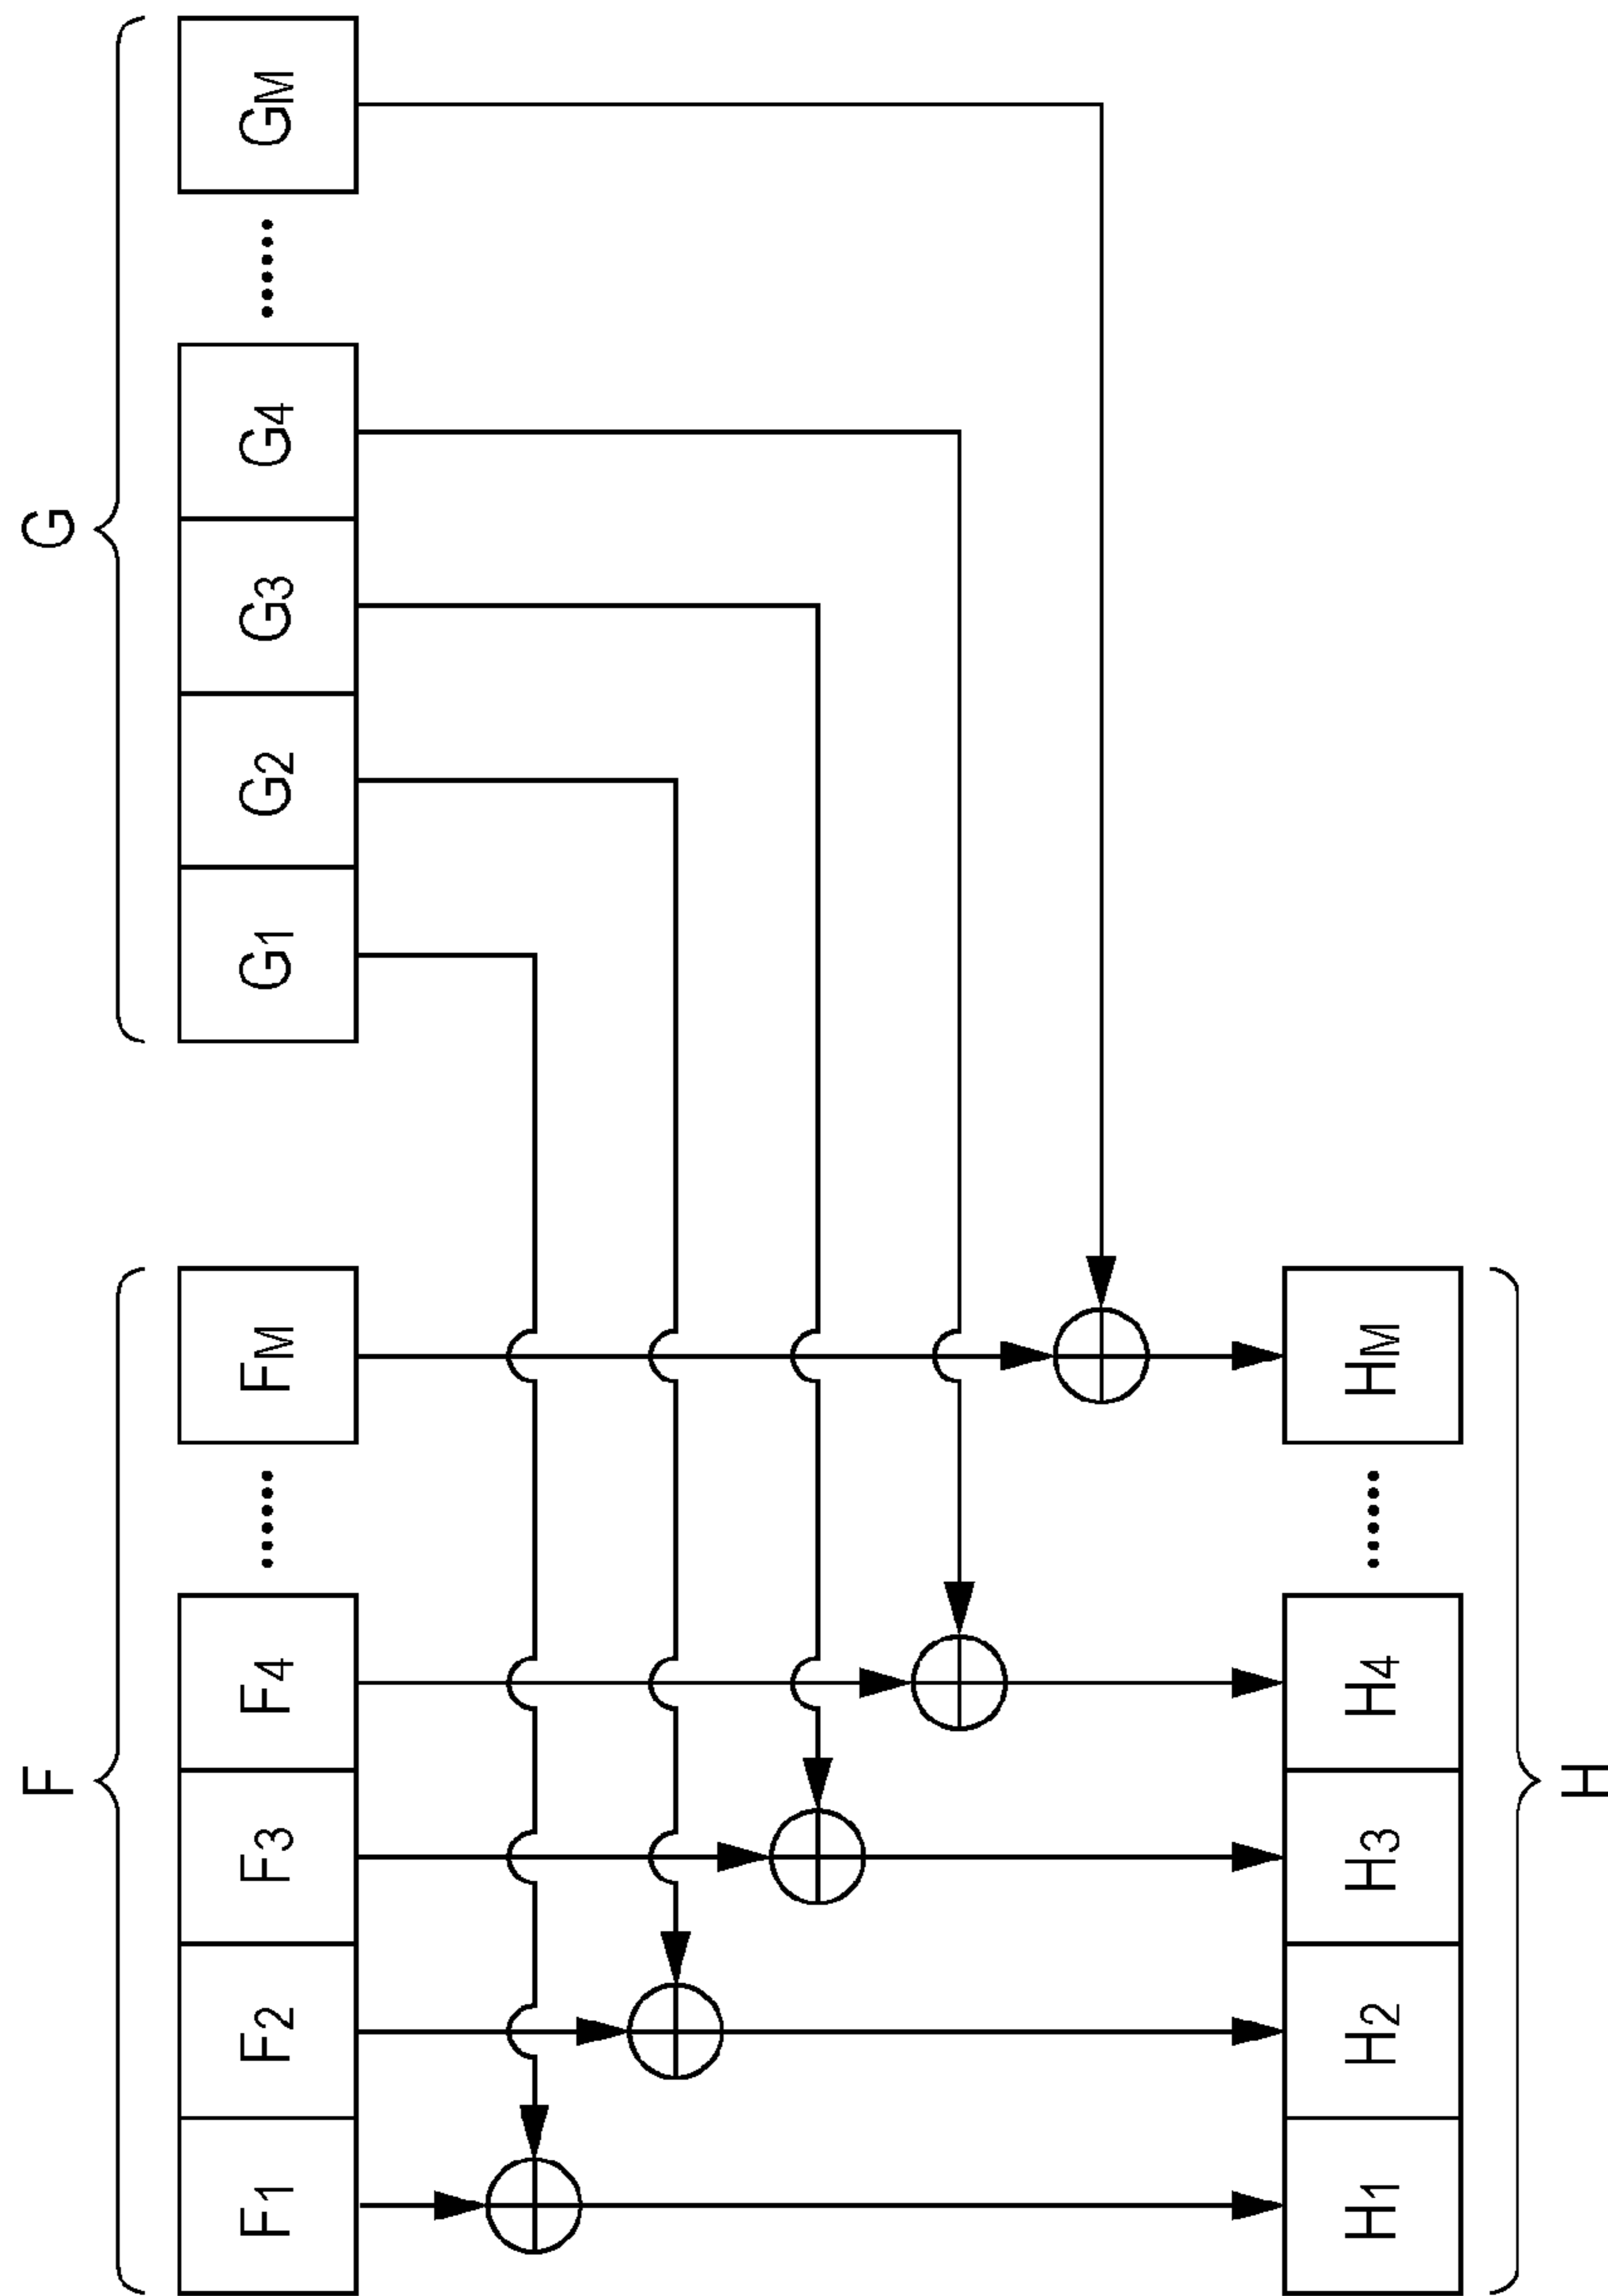 F
G
F1 F2 F3 F4 ...... FM
G1 G2 G3 G4 ...... GM
H1 H2 H3 H4 ...... HM
H